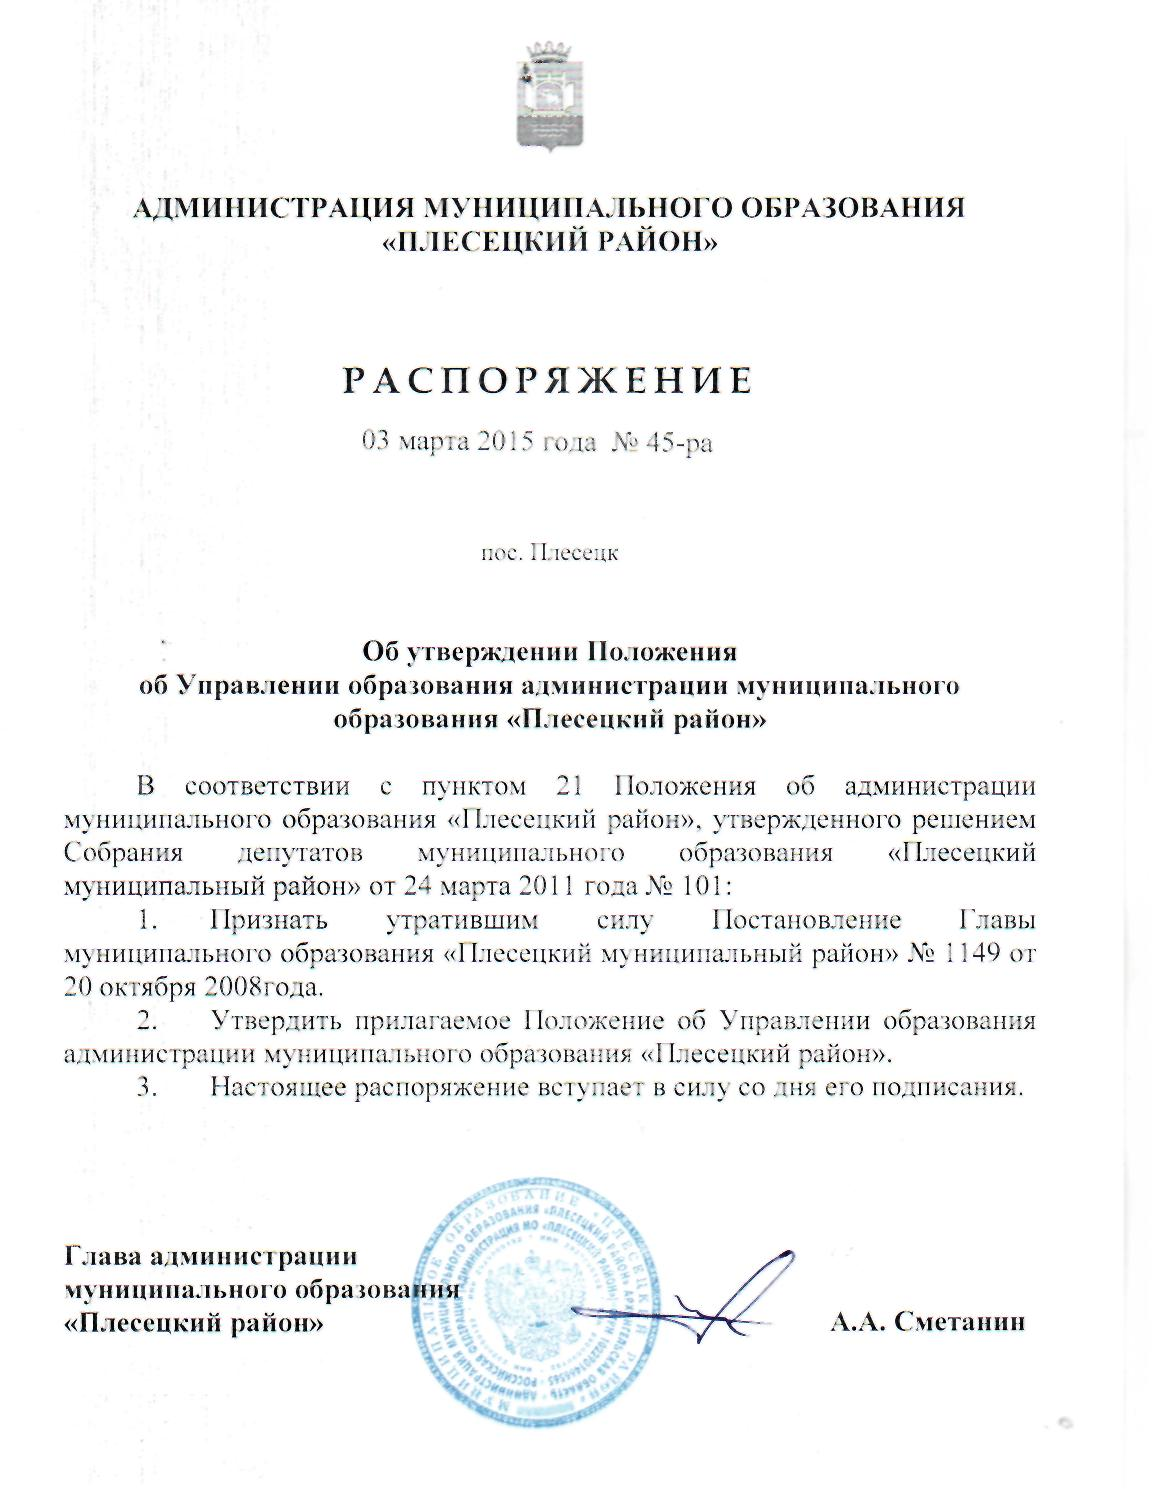 АДМИНИСТРАЦИЯ МУНИЦИПАЛЬНОГО ОБРАЗОВАНИЯ
«ПЛЕСЕЦКИЙ РАЙОН»
РАСПОРЯЖЕНИЕ
03 марта 2015 года № 45-ра
пос. Плесецк
Об утверждении Положения
об Управлении образования администрации муниципального
образования «Плесецкий район»
В соответствии с пунктом 21 Положения об администрации
муниципального образования «Плесецкий район», утвержденного решением
Собрания депутатов муниципального образования «Плесецкий
муниципальный район» от 24 марта 2011 года № 101:
1. Признать утратившим силу Постановление Главы
муниципального образования «Плесецкий муниципальный район» № 1149 от
20 октября 2008года.
2. Утвердить прилагаемое Положение об Управлении образования
администрации муниципального образования «Плесецкий район».
3. Настоящее распоряжение вступает в силу со дня его подписания.
Глава администрации
муниципального образования
«Плесецкий район» А.А. Сметанин
МУНИЦИПАЛЬНОЕ ОБРАЗОВАНИЕ «ПЛЕСЕЦКИЙ РАЙОН»